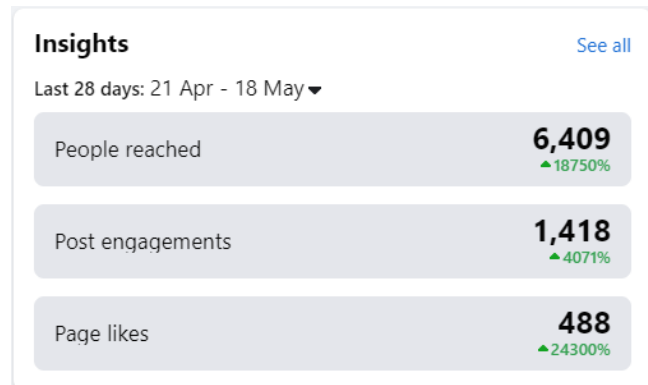 Insights
See all
Last 28 days: 21 Apr - 18 May
People reached
6,409
18750%
Post engagements
1,418
4071%
Page likes
488
24300%